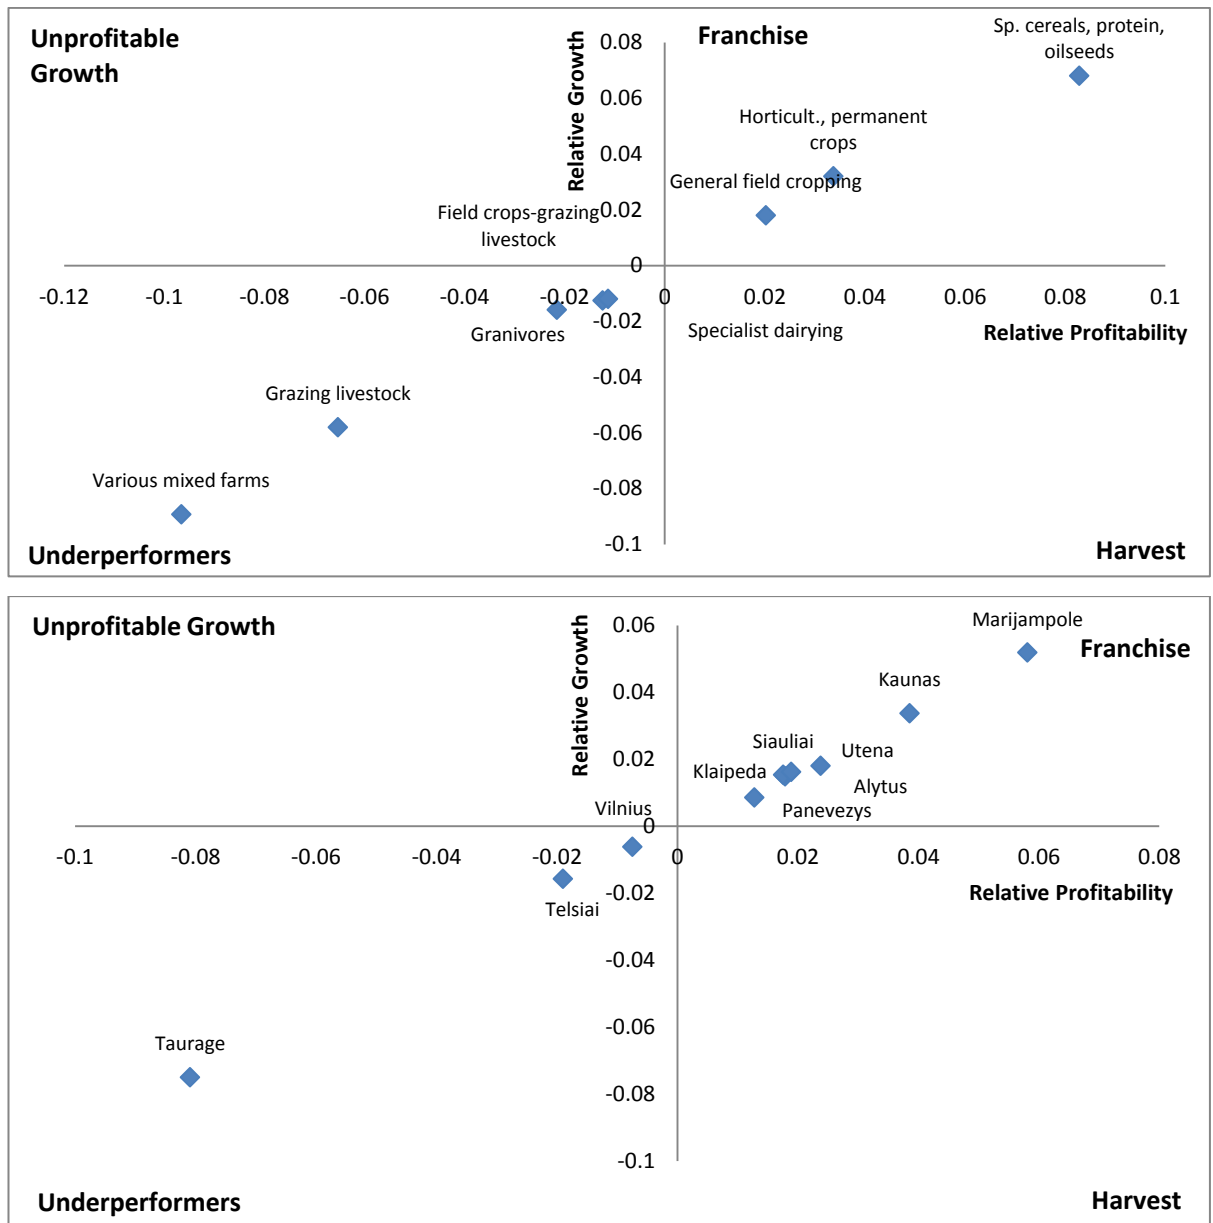 Unprofitable
Growth
Franchise
Sp. cereals, protein,
oilseeds
Relative Growth
0.08
0.06
Horticult., permanent
crops
0.04
General field cropping
Field crops-grazing
livestock
0.02
0
-0.12 -0.1 -0.08 -0.06 -0.04 -0.02 0 0.02 0.04 0.06 0.08 0.1
-0.02
Granivores
Specialist dairying
Relative Profitability
-0.04
Grazing livestock
-0.06
Various mixed farms
-0.08
-0.1
Underperformers
Harvest
Unprofitable Growth
Relative Growth
0.06
Marijampole
Franchise
Kaunas
0.04
Siauliai
Utena
0.02
Klaipeda
Alytus
Panevezys
Vilnius
0
-0.1 -0.08 -0.06 -0.04 -0.02 0 0.02 0.04 0.06 0.08
-0.02
Relative Profitability
Telsiai
-0.04
-0.06
Taurage
-0.08
-0.1
Underperformers
Harvest